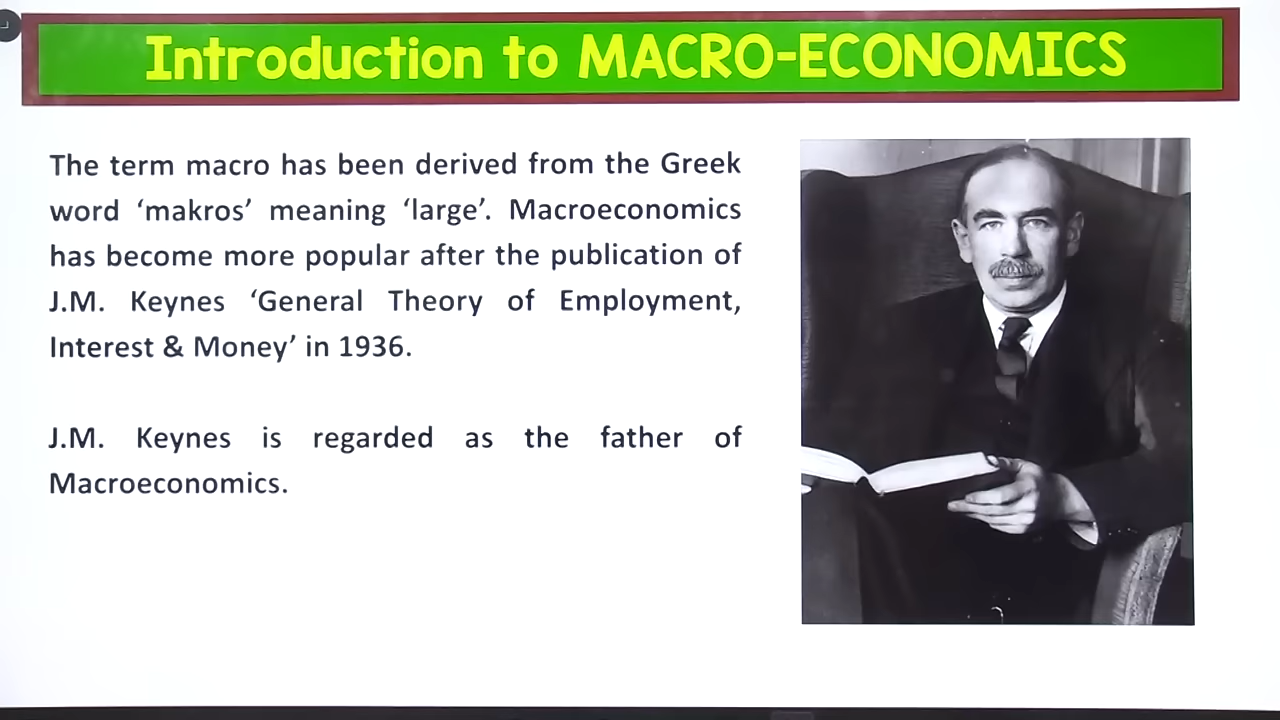 Introduction to MACRO-ECONOMICS
The term macro has been derived from the Greek
word ‘makros’ meaning ‘large’. Macroeconomics
has become more popular after the publication of
J.M. Keynes ‘General Theory of Employment,
Interest & Money’ in 1936.
J.M. Keynes is regarded as the father of
Macroeconomics.